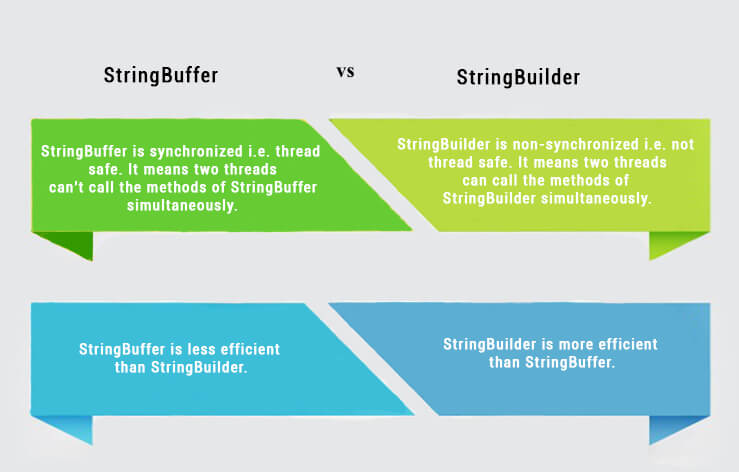 StringBuffer vs StringBuilder
StringBuffer is synchronized i.e. thread
safe. It means two threads
can't call the methods of StringBuffer
simultaneously.
StringBuilder is non-synchronized i.e. not
thread safe. It means two threads
can call the methods of
StringBuilder simultaneously.
StringBuffer is less efficient
than StringBuilder.
StringBuilder is more efficient
than StringBuffer.